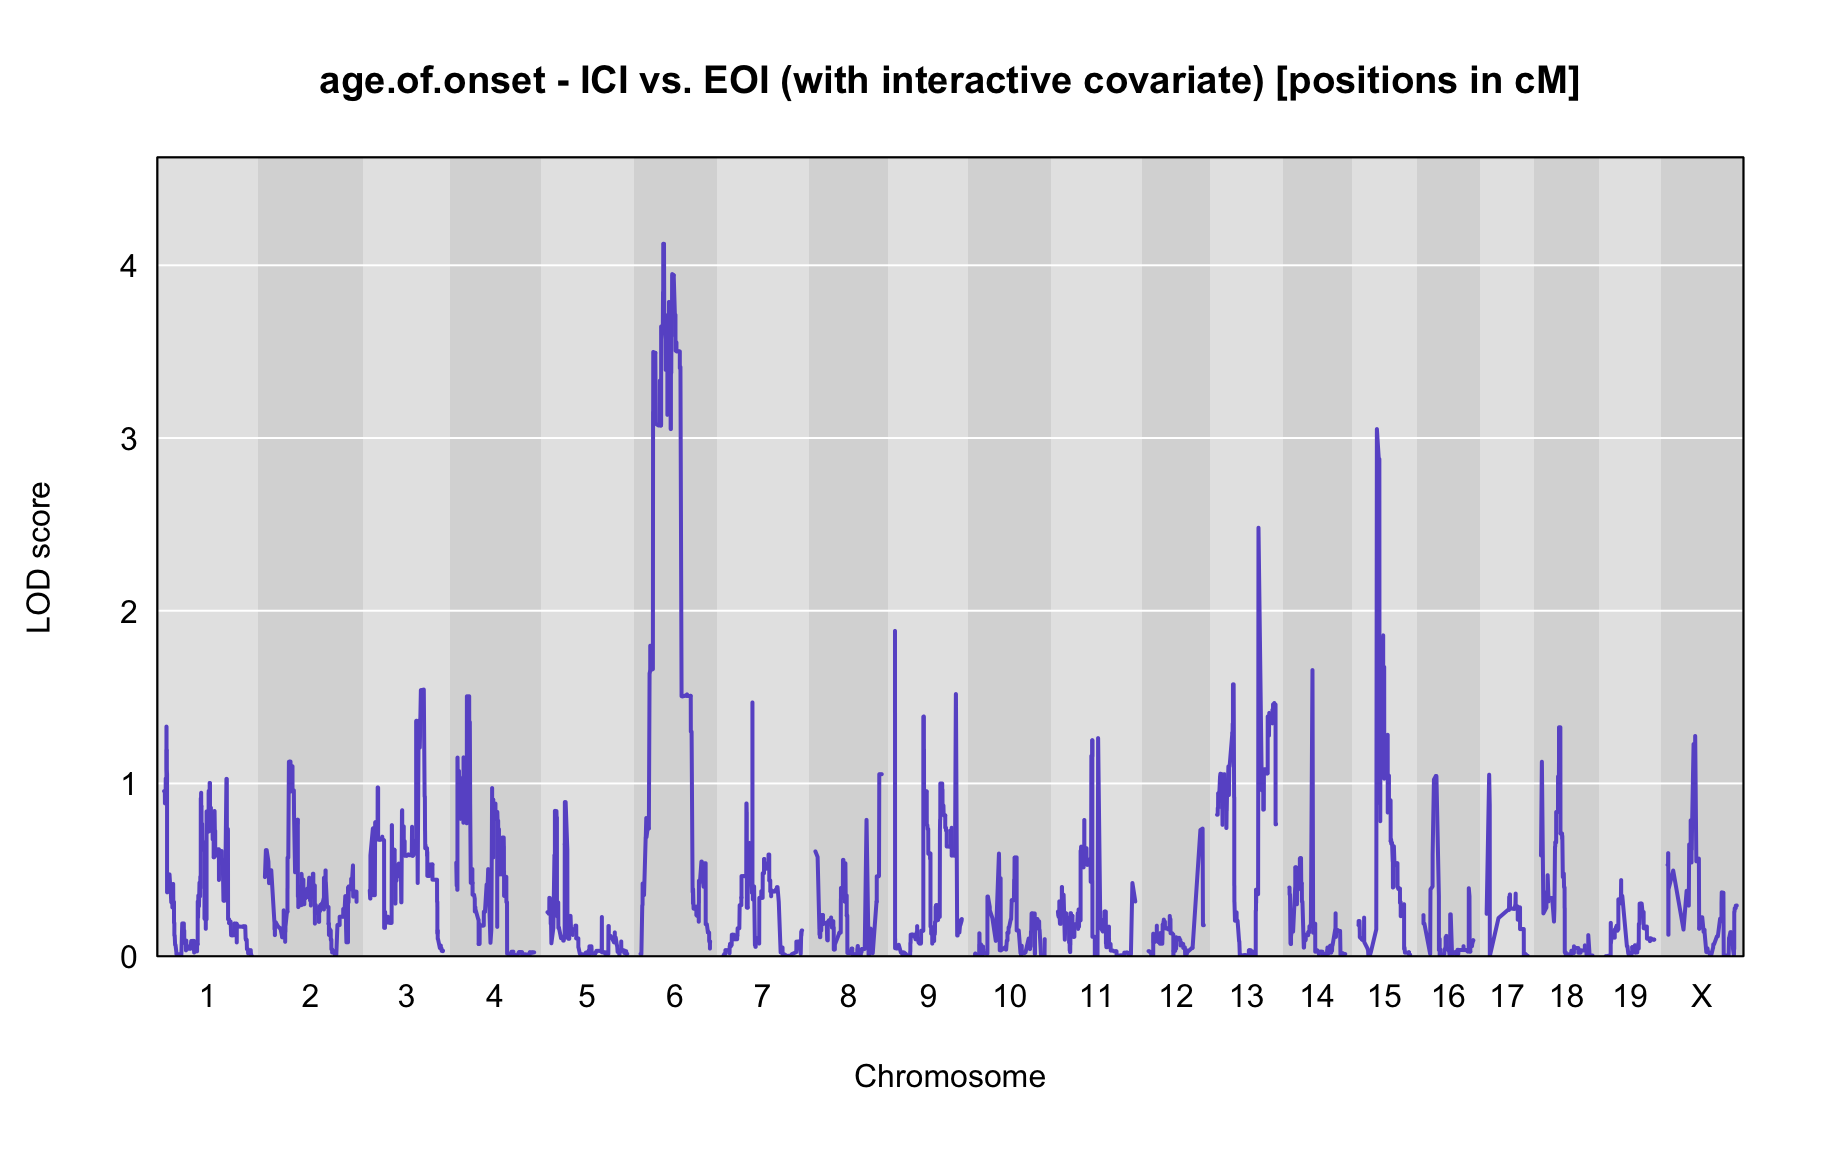 age.of.onset - ICI vs. EOI (with interactive covariate) [positions in cM]
LOD score
4
3
2
1
0
1 2 3 4 5 6 7 8 9 10 11 12 13 14 15 16 17 18 19 X
Chromosome